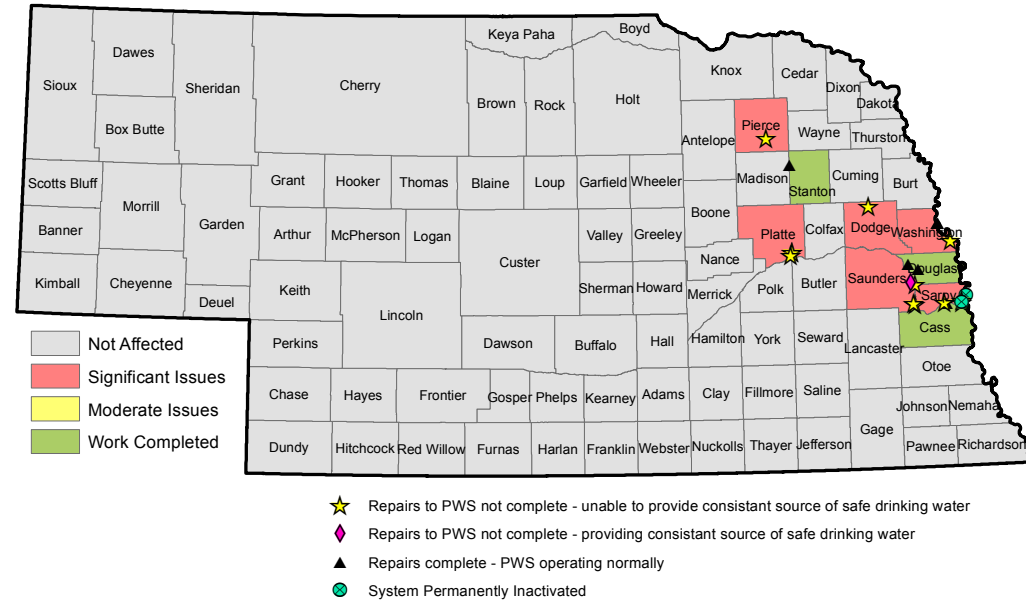 Boyd
Keya Paha
Dawes
Knox
Cedar
Sioux
Sheridan
Cherry
Dixon
Brown
Rock
Holt
Dakota
Box Butte
Pierce
Wayne
Antelope
Thurston
Scotts Bluff
Grant
Hooker
Thomas
Blaine
Loup
Garfield
Wheeler
Madison
Stanton
Cuming
Burt
Morrill
Garden
Boone
Banner
Arthur
McPherson
Logan
Valley
Greeley
Platte
Colfax
Dodge
Washington
Custer
Nance
Kimball
Cheyenne
Keith
Sherman
Howard
Merrick
Polk
Butler
Saunders
Douglas
Sarpy
Deuel
Lincoln
Cass
Perkins
Dawson
Buffalo
Hall
Hamilton
York
Seward
Lancaster
Otoe
Chase
Hayes
Frontier
Gosper
Phelps
Kearney
Adams
Clay
Fillmore
Saline
Johnson
Nemaha
Gage
Dundy
Hitchcock
Red Willow
Furnas
Harlan
Franklin
Webster
Nuckolls
Thayer
Jefferson
Pawnee
Richardson
Not Affected
Significant Issues
Moderate Issues
Work Completed
Repairs to PWS not complete - unable to provide consistant source of safe drinking water
Repairs to PWS not complete - providing consistant source of safe drinking water
Repairs complete - PWS operating normally
System Permanently Inactivated